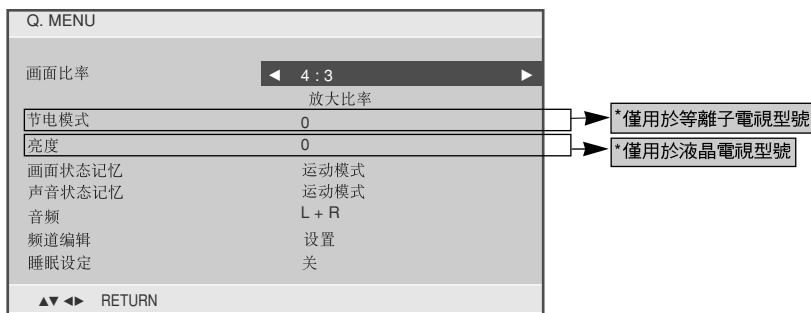 Q. MENU
画面比率 ◀ 4 : 3 ▶
放大比率
节电模式 0 *僅用於等離子電視型號
亮度 0 *僅用於液晶電視型號
画面状态记忆 运动模式
声音状态记忆 运动模式
音频 L + R
频道编辑 设置
睡眠设定 关
▲▼ ◀▶ RETURN